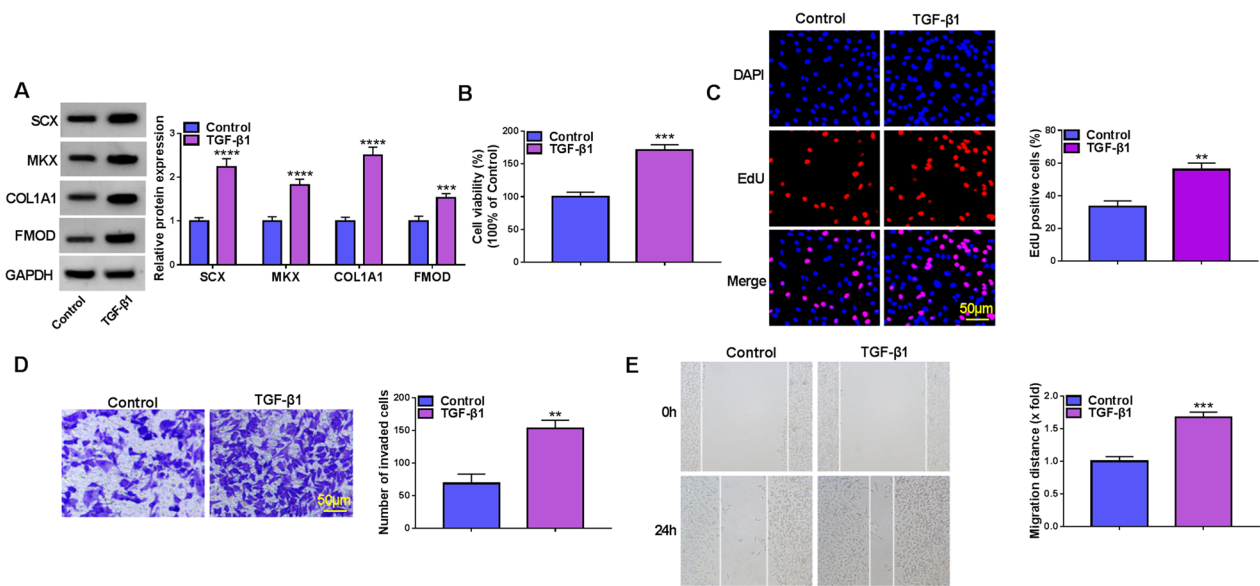 A
SCX
MKX
COL1A1
FMOD
GAPDH
Control
TGF-β1
Relative protein expression
3
2
1
0
Control
TGF-β1
****
****
****
***
SCX
MKX
COL1A1
FMOD
B
Cell viability (%)
(100% of Control)
200
150
100
50
0
Control
TGF-β1
***
C
Control
TGF-β1
DAPI
EdU
Merge
50μm
EdU positive cells (%)
80
60
40
20
0
Control
TGF-β1
**
D
Control
TGF-β1
50μm
Number of invaded cells
200
150
100
50
0
Control
TGF-β1
**
E
Control
TGF-β1
0h
24h
Migration distance (x fold)
2.0
1.5
1.0
0.5
0.0
Control
TGF-β1
***